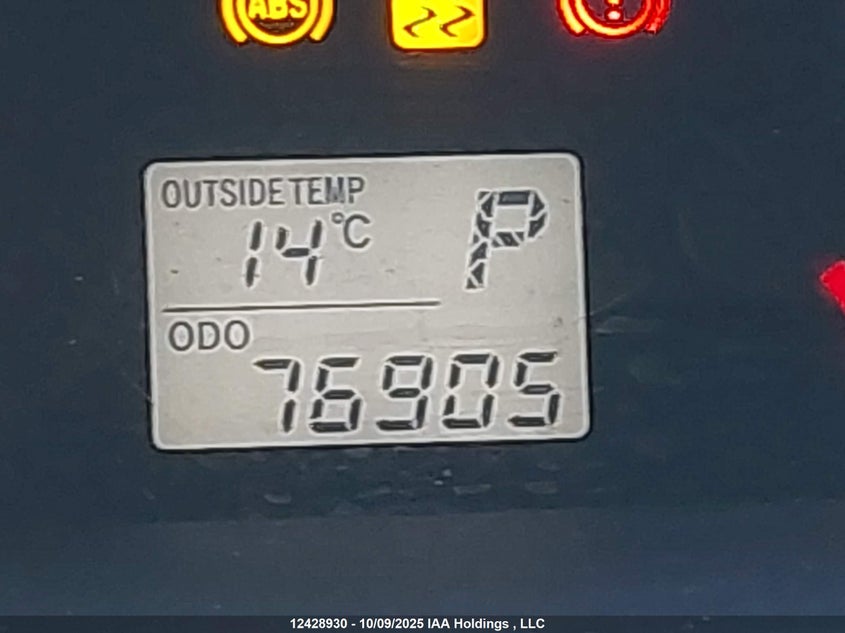 ABS
OUTSIDE TEMP
14°C P
ODO
76905
12428930 - 10/09/2025 IAA Holdings , LLC